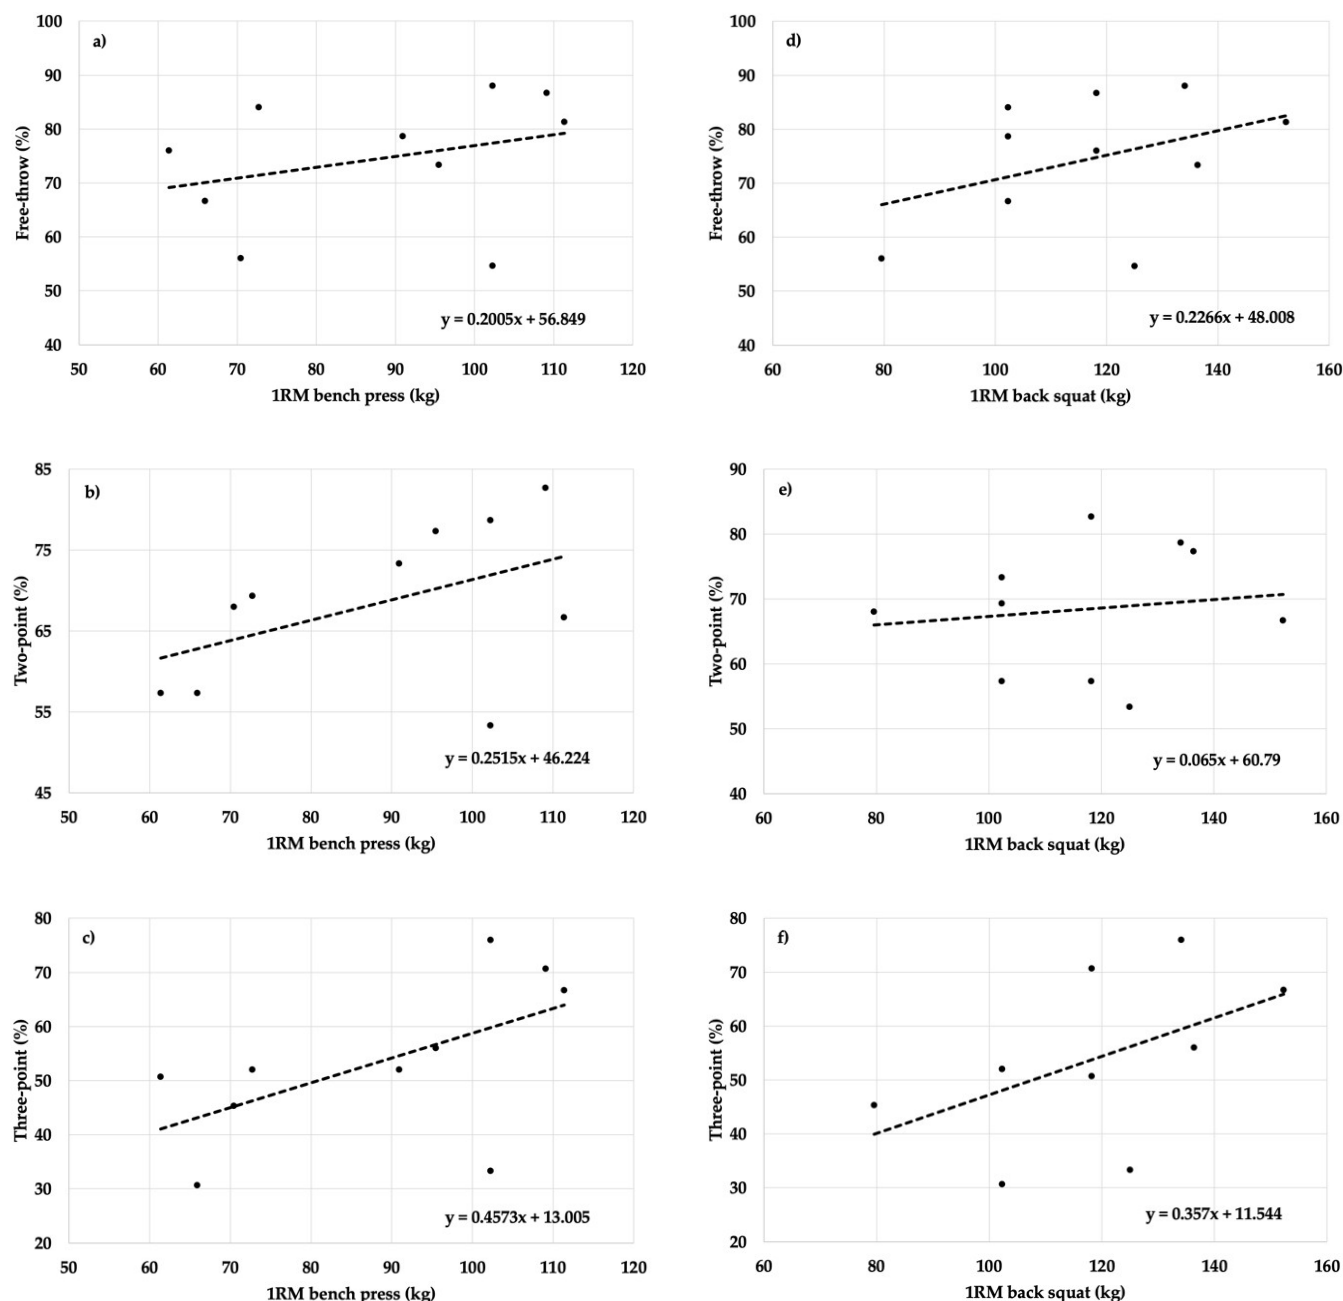 a)
100
90
80
70
60
50
40
Free-throw (%)
y = 0.2005x + 56.849
50 60 70 80 90 100 110 120
1RM bench press (kg)
d)
100
90
80
70
60
50
40
Free-throw (%)
y = 0.2266x + 48.008
60 80 100 120 140 160
1RM back squat (kg)
b)
85
75
65
55
45
Two-point (%)
y = 0.2515x + 46.224
50 60 70 80 90 100 110 120
1RM bench press (kg)
e)
90
80
70
60
50
40
Two-point (%)
y = 0.065x + 60.79
60 80 100 120 140 160
1RM back squat (kg)
c)
80
70
60
50
40
30
20
Three-point (%)
y = 0.4573x + 13.005
50 60 70 80 90 100 110 120
1RM bench press (kg)
f)
80
70
60
50
40
30
20
Three-point (%)
y = 0.357x + 11.544
60 80 100 120 140 160
1RM back squat (kg)